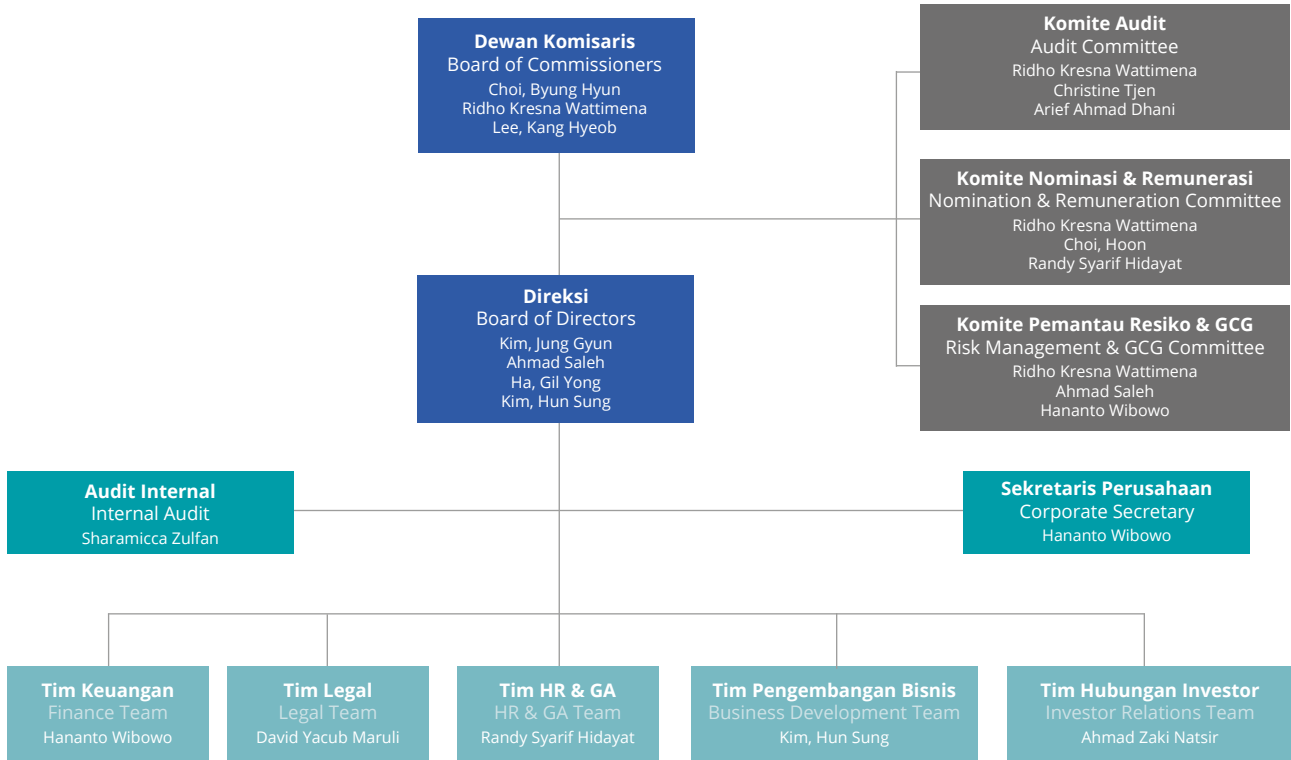 Dewan Komisaris
Board of Commissioners
Choi, Byung Hyun
Ridho Kresna Wattimena
Lee, Kang Hyeob
Komite Audit
Audit Committee
Ridho Kresna Wattimena
Christine Tjen
Arief Ahmad Dhani
Komite Nominasi & Remunerasi
Nomination & Remuneration Committee
Ridho Kresna Wattimena
Choi, Hoon
Randy Syarif Hidayat
Direksi
Board of Directors
Kim, Jung Gyun
Ahmad Saleh
Ha, Gil Yong
Kim, Hun Sung
Komite Pemantau Resiko & GCG
Risk Management & GCG Committee
Ridho Kresna Wattimena
Ahmad Saleh
Hananto Wibowo
Audit Internal
Internal Audit
Sharamicca Zulfan
Sekretaris Perusahaan
Corporate Secretary
Hananto Wibowo
Tim Keuangan
Finance Team
Hananto Wibowo
Tim Legal
Legal Team
David Yacub Maruli
Tim HR & GA
HR & GA Team
Randy Syarif Hidayat
Tim Pengembangan Bisnis
Business Development Team
Kim, Hun Sung
Tim Hubungan Investor
Investor Relations Team
Ahmad Zaki Natsir